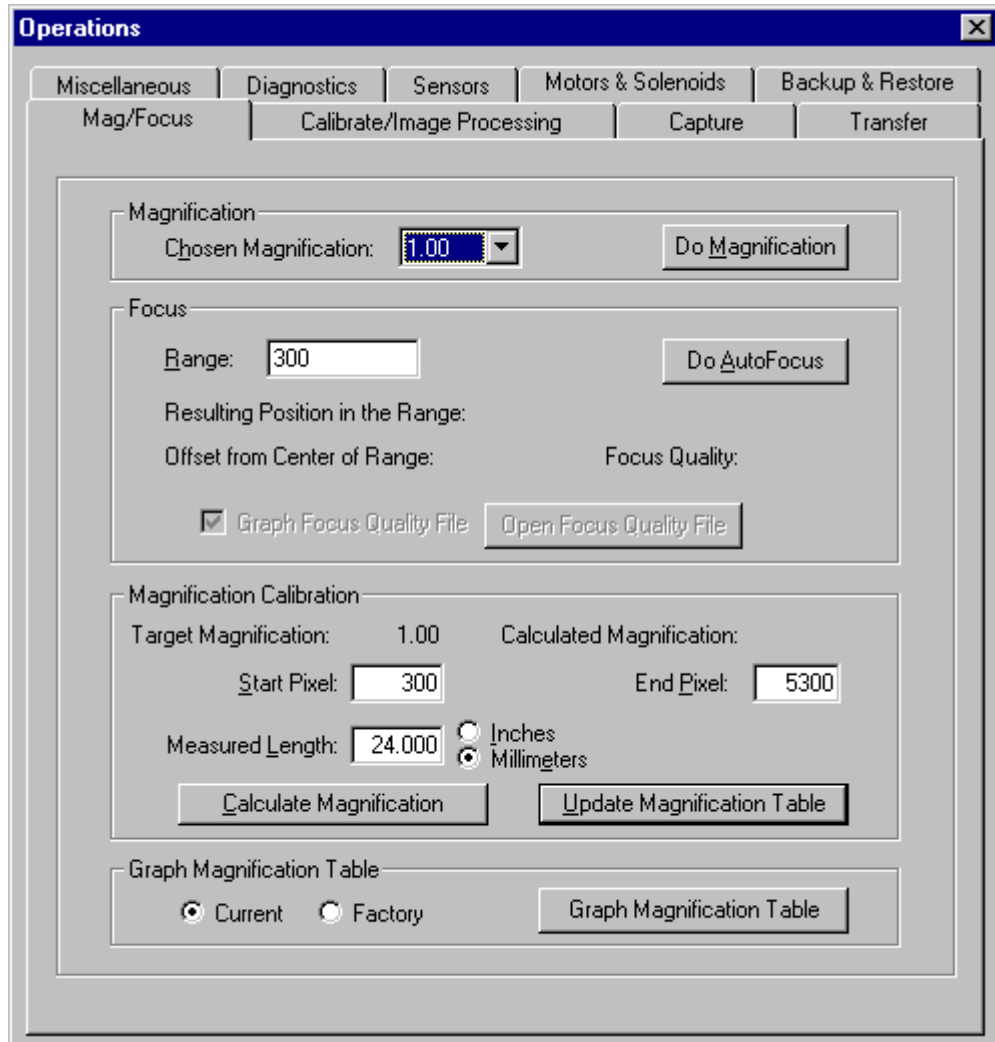 Operations
Miscellaneous Diagnostics Sensors Motors & Solenoids Backup & Restore
Mag/Focus Calibrate/Image Processing Capture Transfer
Magnification
Chosen Magnification: 1.00 Do Magnification
Focus
Range: 300 Do AutoFocus
Resulting Position in the Range:
Offset from Center of Range: Focus Quality:
Graph Focus Quality File Open Focus Quality File
Magnification Calibration
Target Magnification: 1.00 Calculated Magnification:
Start Pixel: 300 End Pixel: 5300
Measured Length: 24.000 Inches
Millimeters
Calculate Magnification Update Magnification Table
Graph Magnification Table
Current Factory Graph Magnification Table